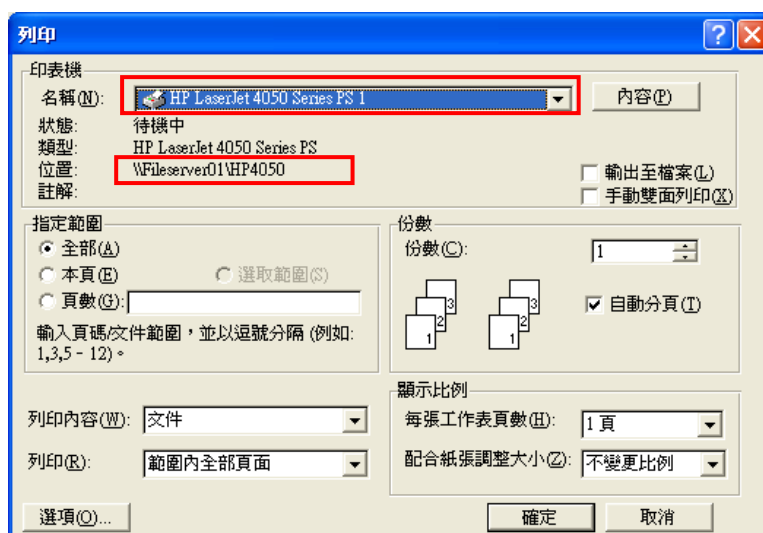 列印
印表機
名稱(N): HP LaserJet 4050 Series PS 1 內容(P)
狀態: 待機中
類型: HP LaserJet 4050 Series PS
位置: \\Fileserver01\HP4050 輸出至檔案(L)
註解: 手動雙面列印(X)
指定範圍
全部(A)
本頁(E) 選取範圍(S)
頁數(G):
輸入頁碼/文件範圍，並以逗號分隔 (例如:
1,3,5 - 12)。
份數
份數(C): 1
3 3
2 2
1 1
自動分頁(T)
列印內容(W): 文件
列印(R): 範圍內全部頁面
顯示比例
每張工作表頁數(H): 1 頁
配合紙張調整大小(Z): 不變更比例
選項(O)... 確定 取消